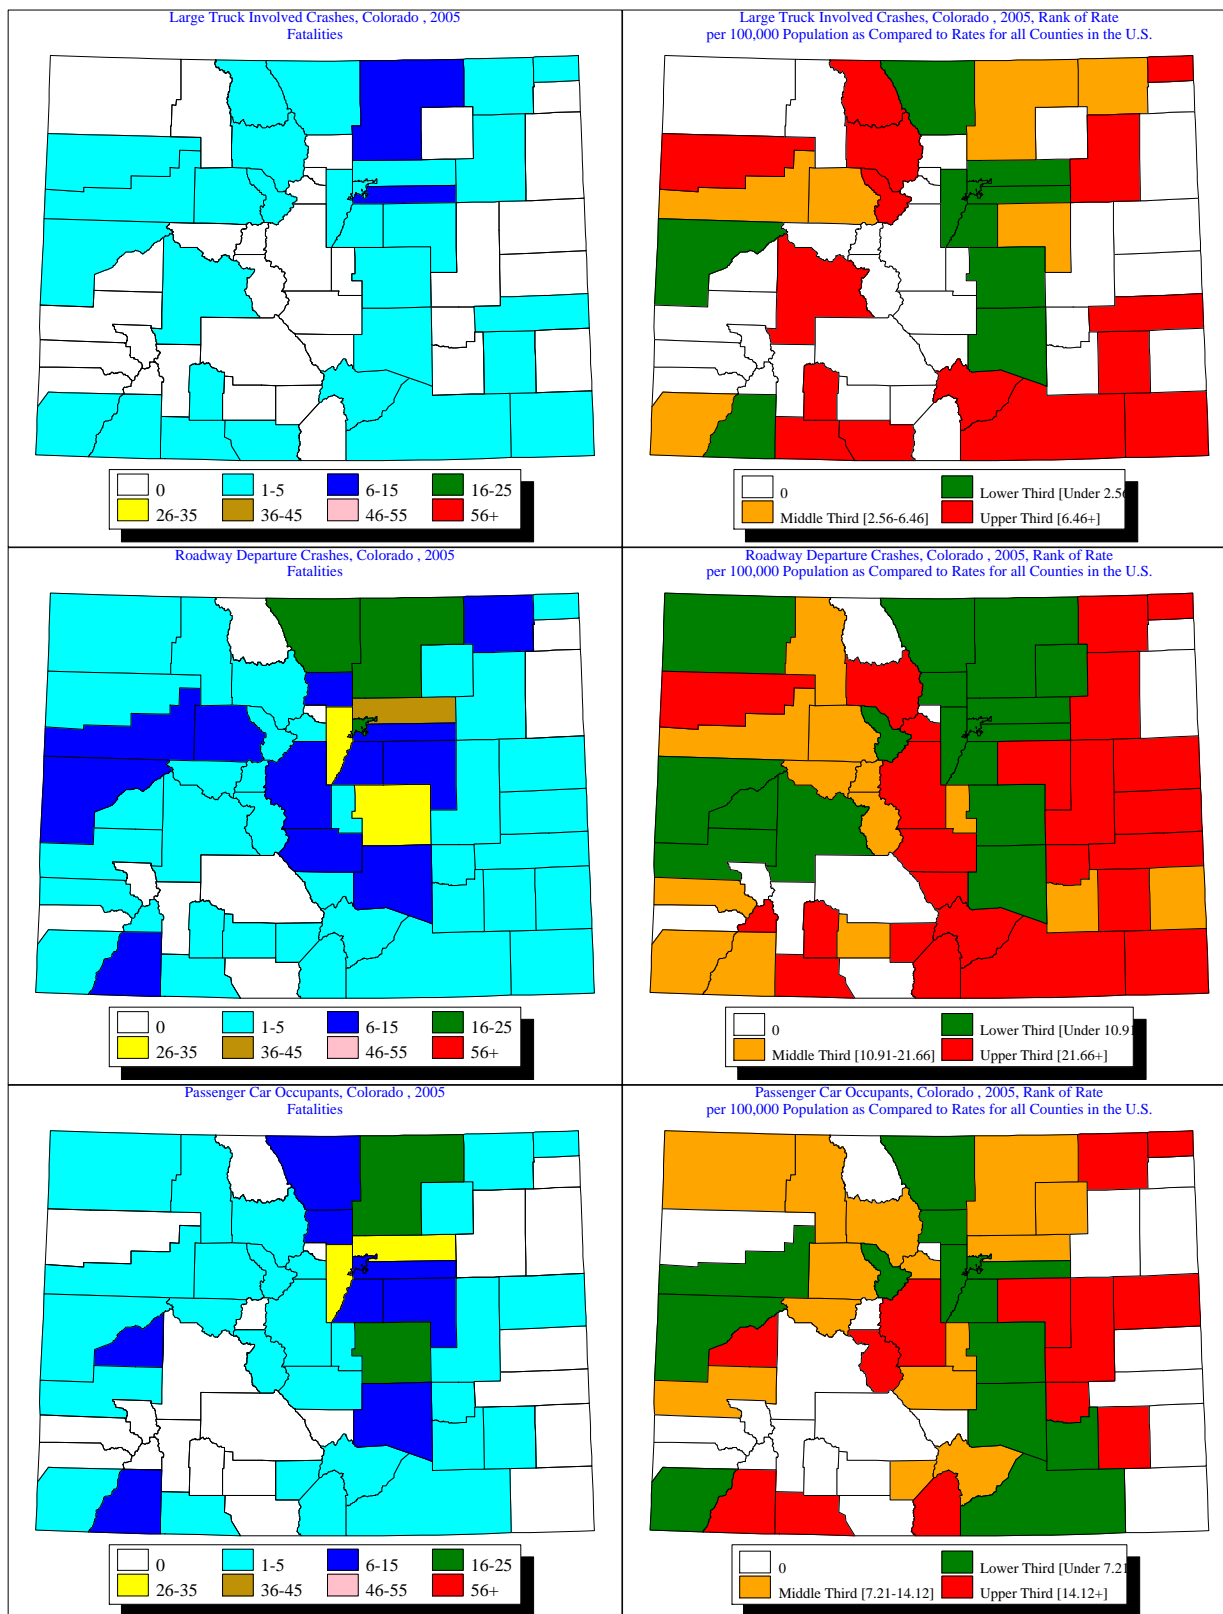 Large Truck Involved Crashes, Colorado , 2005
Fatalities
0
1-5
6-15
16-25
26-35
36-45
46-55
56+
Large Truck Involved Crashes, Colorado , 2005, Rank of Rate
per 100,000 Population as Compared to Rates for all Counties in the U.S.
0
Lower Third [Under 2.56
Middle Third [2.56-6.46]
Upper Third [6.46+]
Roadway Departure Crashes, Colorado , 2005
Fatalities
0
1-5
6-15
16-25
26-35
36-45
46-55
56+
Roadway Departure Crashes, Colorado , 2005, Rank of Rate
per 100,000 Population as Compared to Rates for all Counties in the U.S.
0
Lower Third [Under 10.91
Middle Third [10.91-21.66]
Upper Third [21.66+]
Passenger Car Occupants, Colorado , 2005
Fatalities
0
1-5
6-15
16-25
26-35
36-45
46-55
56+
Passenger Car Occupants, Colorado , 2005, Rank of Rate
per 100,000 Population as Compared to Rates for all Counties in the U.S.
0
Lower Third [Under 7.21
Middle Third [7.21-14.12]
Upper Third [14.12+]